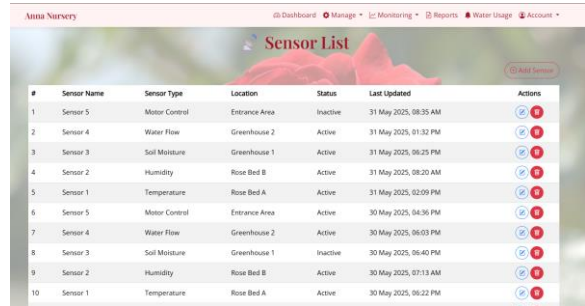 Anna Nursery Dashboard Manage Monitoring Reports Water Usage Account
Sensor List
Add Sensor
# Sensor Name Sensor Type Location Status Last Updated Actions
1 Sensor 5 Motor Control Entrance Area Inactive 31 May 2025, 08:35 AM
2 Sensor 4 Water Flow Greenhouse 2 Active 31 May 2025, 01:32 PM
3 Sensor 3 Soil Moisture Greenhouse 1 Active 31 May 2025, 06:25 PM
4 Sensor 2 Humidity Rose Bed B Active 31 May 2025, 08:20 AM
5 Sensor 1 Temperature Rose Bed A Active 31 May 2025, 02:09 PM
6 Sensor 5 Motor Control Entrance Area Active 30 May 2025, 04:36 PM
7 Sensor 4 Water Flow Greenhouse 2 Active 30 May 2025, 06:03 PM
8 Sensor 3 Soil Moisture Greenhouse 1 Inactive 30 May 2025, 06:40 PM
9 Sensor 2 Humidity Rose Bed B Active 30 May 2025, 07:13 AM
10 Sensor 1 Temperature Rose Bed A Active 30 May 2025, 06:22 PM